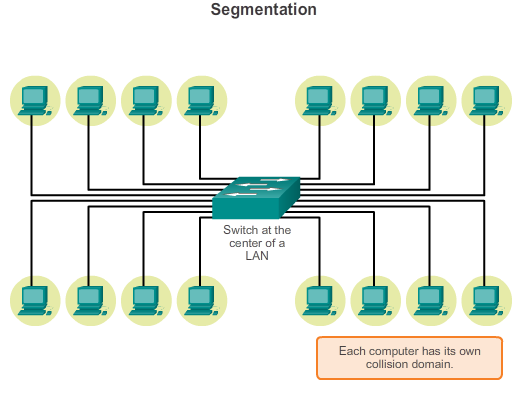 Segmentation
Switch at the
center of a
LAN
Each computer has its own
collision domain.